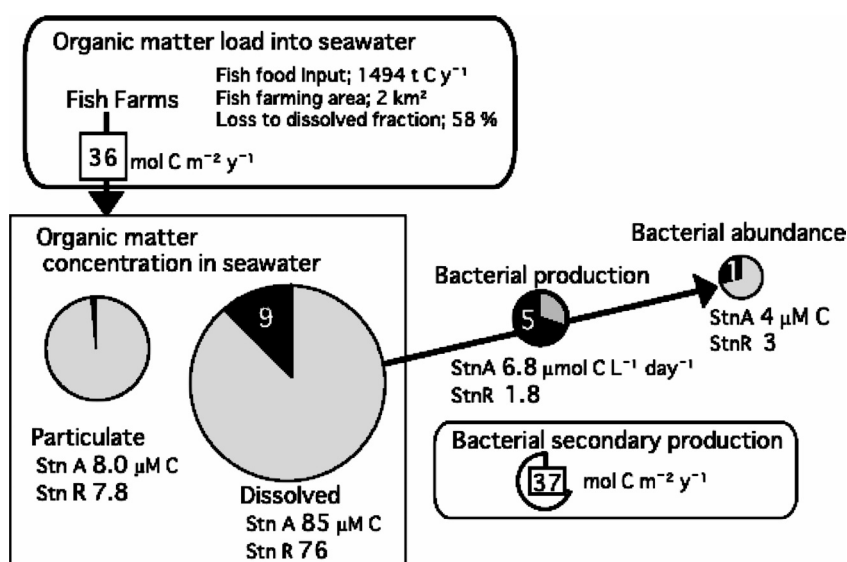 Organic matter load into seawater
Fish food Input; 1494 t C y⁻¹
Fish farming area; 2 km²
Loss to dissolved fraction; 58 %
Fish Farms
36 mol C m⁻² y⁻¹
Organic matter
concentration in seawater
9
Particulate
Stn A 8.0 μM C
Stn R 7.8
Dissolved
Stn A 85 μM C
Stn R 76
Bacterial production
5
StnA 6.8 μmol C L⁻¹ day⁻¹
StnR 1.8
Bacterial abundance
1
StnA 4 μM C
StnR 3
Bacterial secondary production
37 mol C m⁻² y⁻¹